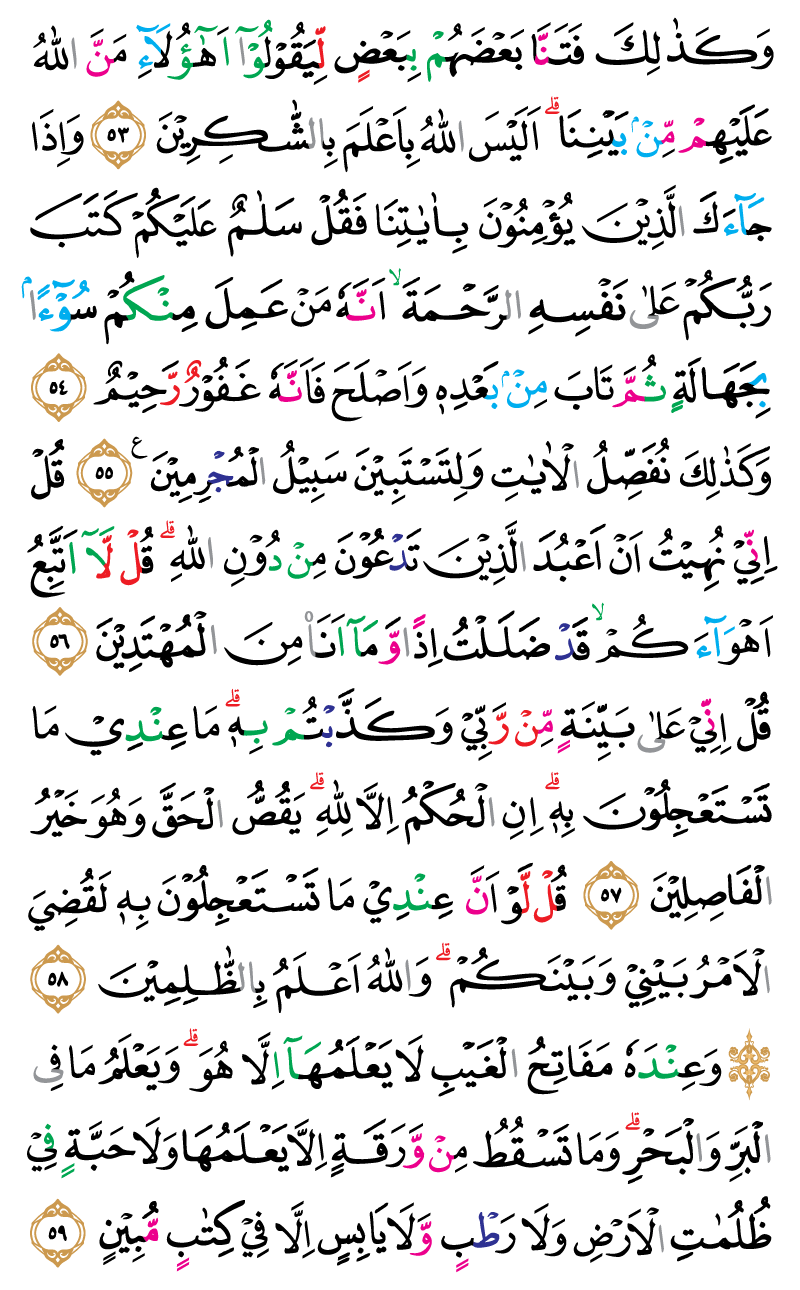 وَكَذٰلِكَ فَتَنَّا بَعْضَهُمْ بِبَعْضٍ لِّيَقُوْلُوْٓا اَهٰٓؤُلَآءِ مَنَّ اللّٰهُ
عَلَيْهِمْ مِّنْۢ بَيْنِنَاۗ اَلَيْسَ اللّٰهُ بِاَعْلَمَ بِالشّٰكِرِيْنَ ٥٣ وَاِذَا
جَآءَكَ الَّذِيْنَ يُؤْمِنُوْنَ بِاٰيٰتِنَا فَقُلْ سَلٰمٌ عَلَيْكُمْ كَتَبَ
رَبُّكُمْ عَلٰى نَفْسِهِ الرَّحْمَةَۙ اَنَّهٗ مَنْ عَمِلَ مِنْكُمْ سُوْۤءًاۢ
بِجَهَالَةٍ ثُمَّ تَابَ مِنْۢ بَعْدِهٖ وَاَصْلَحَ فَاَنَّهٗ غَفُوْرٌ رَّحِيْمٌ ٥٤
وَكَذٰلِكَ نُفَصِّلُ الْاٰيٰتِ وَلِتَسْتَبِيْنَ سَبِيْلُ الْمُجْرِمِيْنَ ࣖ ٥٥ قُلْ
اِنِّيْ نُهِيْتُ اَنْ اَعْبُدَ الَّذِيْنَ تَدْعُوْنَ مِنْ دُوْنِ اللّٰهِ ۗ قُلْ لَّآ اَتَّبِعُ
اَهْوَآءَكُمْۙ قَدْ ضَلَلْتُ اِذًا وَّمَآ اَنَا۠ مِنَ الْمُهْتَدِيْنَ ٥٦
قُلْ اِنِّيْ عَلٰى بَيِّنَةٍ مِّنْ رَّبِّيْ وَكَذَّبْتُمْ بِهٖۗ مَا عِنْدِيْ مَا
تَسْتَعْجِلُوْنَ بِهٖۗ اِنِ الْحُكْمُ اِلَّا لِلّٰهِ ۗ يَقُصُّ الْحَقَّ وَهُوَ خَيْرُ
الْفَاصِلِيْنَ ٥٧ قُلْ لَّوْ اَنَّ عِنْدِيْ مَا تَسْتَعْجِلُوْنَ بِهٖ لَقُضِيَ
الْاَمْرُ بَيْنِيْ وَبَيْنَكُمْۗ وَاللّٰهُ اَعْلَمُ بِالظّٰلِمِيْنَ ٥٨
۞ وَعِنْدَهٗ مَفَاتِحُ الْغَيْبِ لَا يَعْلَمُهَآ اِلَّا هُوَۗ وَيَعْلَمُ مَا فِى
الْبَرِّ وَالْبَحْرِۗ وَمَا تَسْقُطُ مِنْ وَّرَقَةٍ اِلَّا يَعْلَمُهَا وَلَا حَبَّةٍ فِيْ
ظُلُمٰتِ الْاَرْضِ وَلَا رَطْبٍ وَّلَا يَابِسٍ اِلَّا فِيْ كِتٰبٍ مُّبِيْنٍ ٥٩